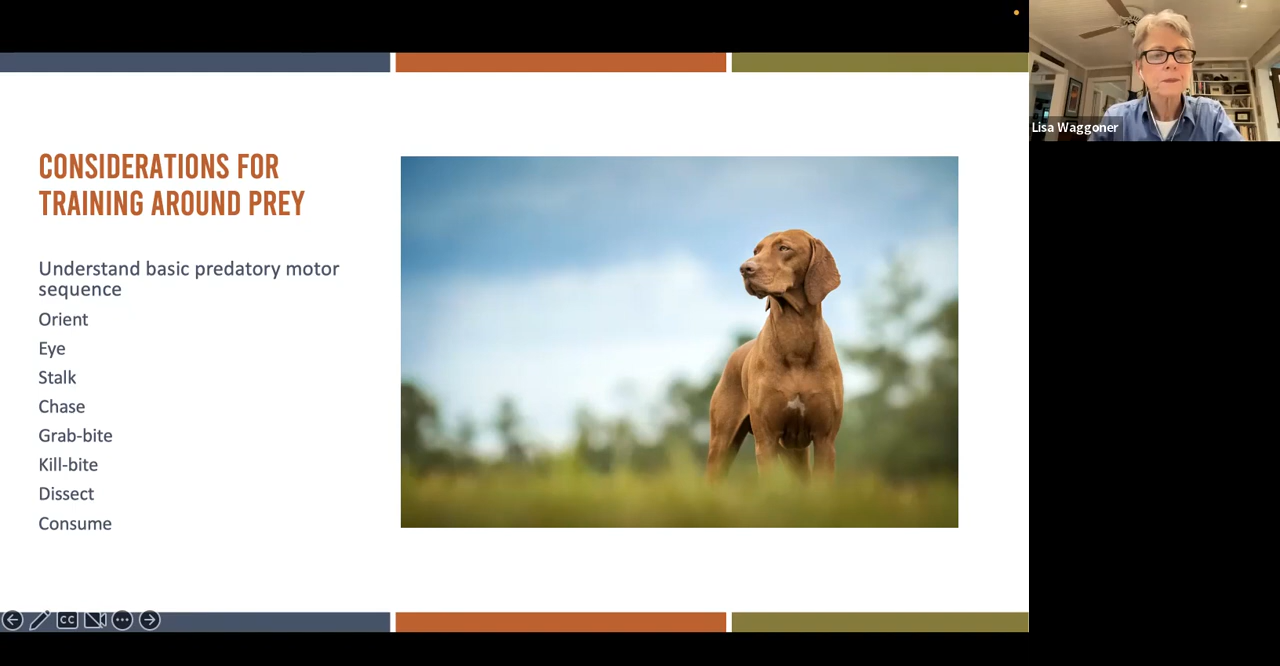 CONSIDERATIONS FOR
TRAINING AROUND PREY
Understand basic predatory motor
sequence
Orient
Eye
Stalk
Chase
Grab-bite
Kill-bite
Dissect
Consume
Lisa Waggoner
CC